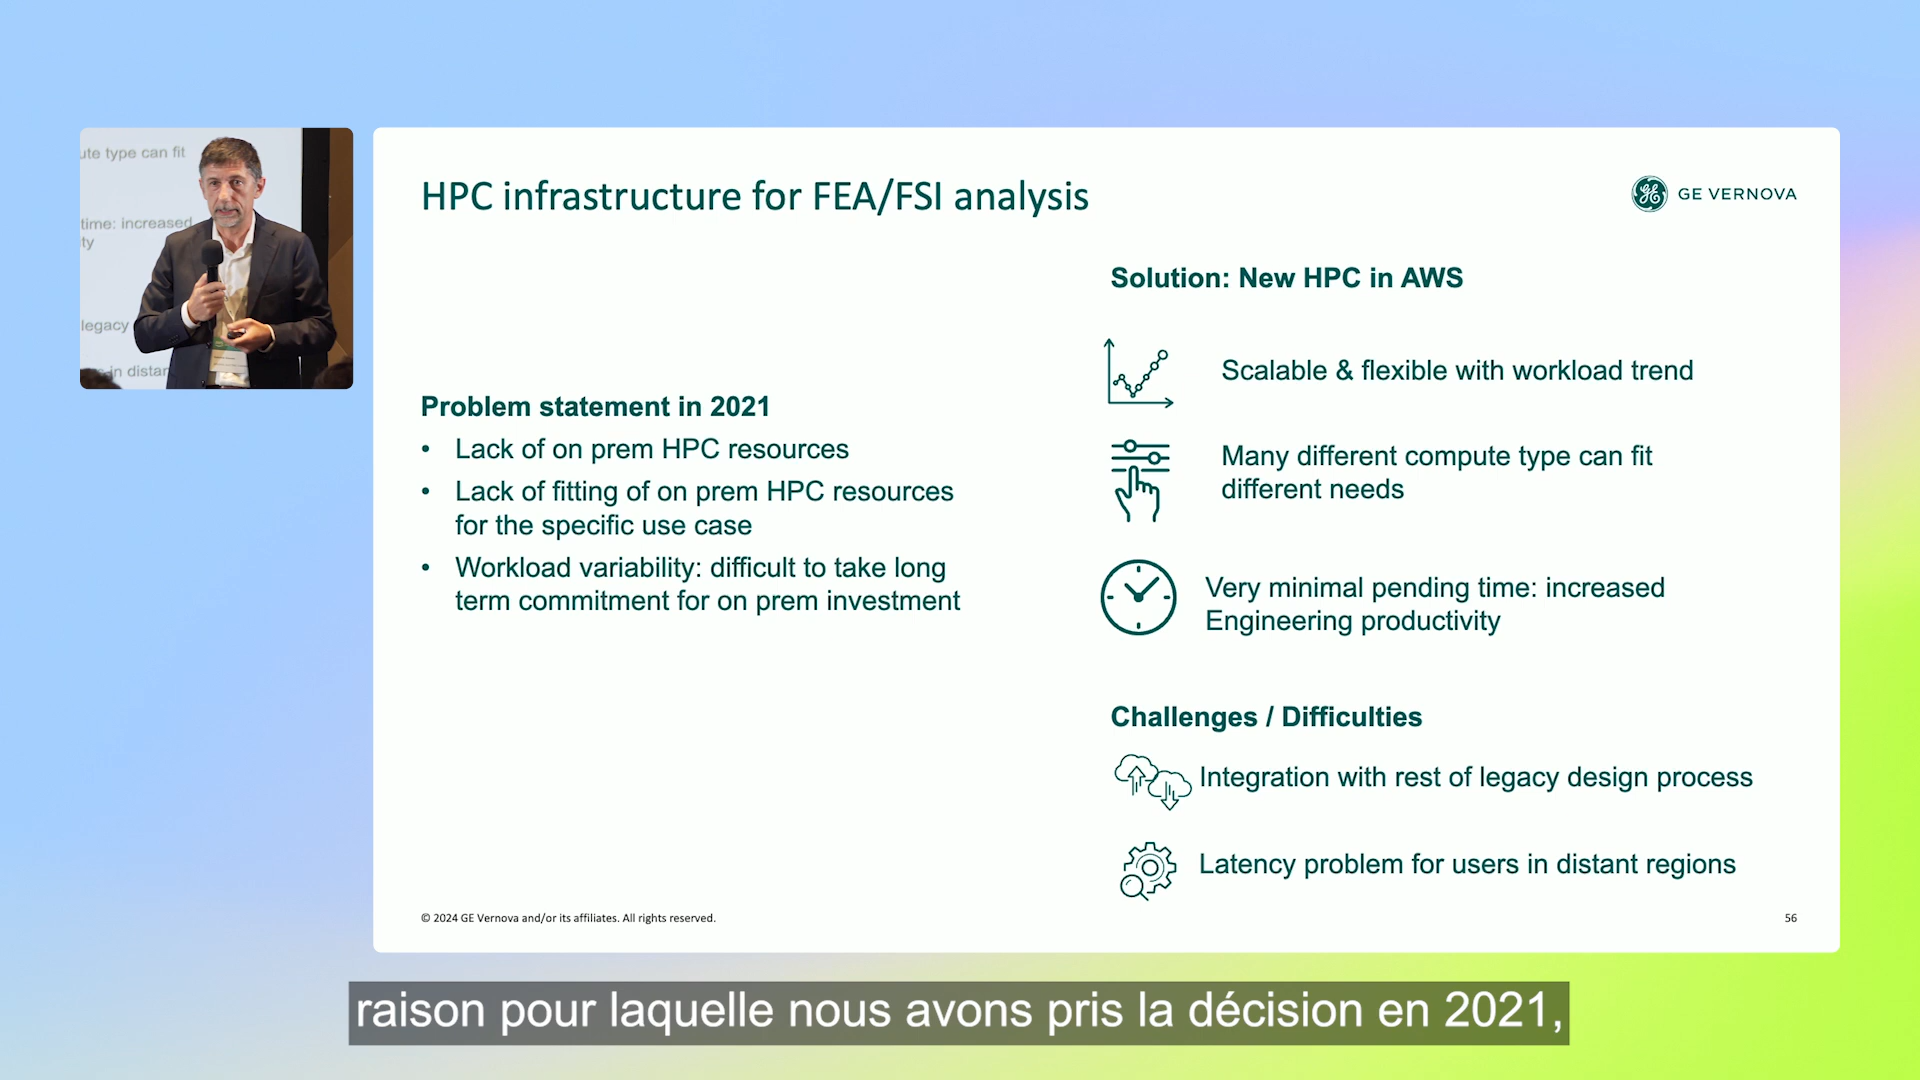 ute type can fit
time: increased
ty
legacy
in distan
HPC infrastructure for FEA/FSI analysis
GE VERNOVA
Problem statement in 2021
• Lack of on prem HPC resources
• Lack of fitting of on prem HPC resources
for the specific use case
• Workload variability: difficult to take long
term commitment for on prem investment
Solution: New HPC in AWS
Scalable & flexible with workload trend
Many different compute type can fit
different needs
Very minimal pending time: increased
Engineering productivity
Challenges / Difficulties
Integration with rest of legacy design process
Latency problem for users in distant regions
© 2024 GE Vernova and/or its affiliates. All rights reserved.
56
raison pour laquelle nous avons pris la décision en 2021,